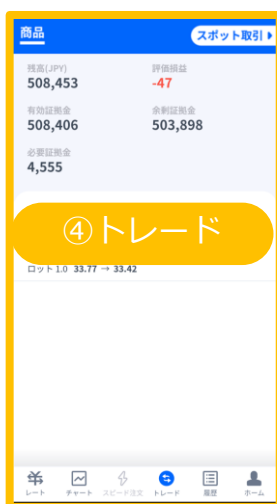 商品
スポット取引
残高(JPY) 評価損益
508,453 -47
有効証拠金 余剰証拠金
508,406 503,898
必要証拠金
4,555
④トレード
ロット 1.0 33.77 → 33.42
レート チャート スピード注文 トレード 履歴 ホーム